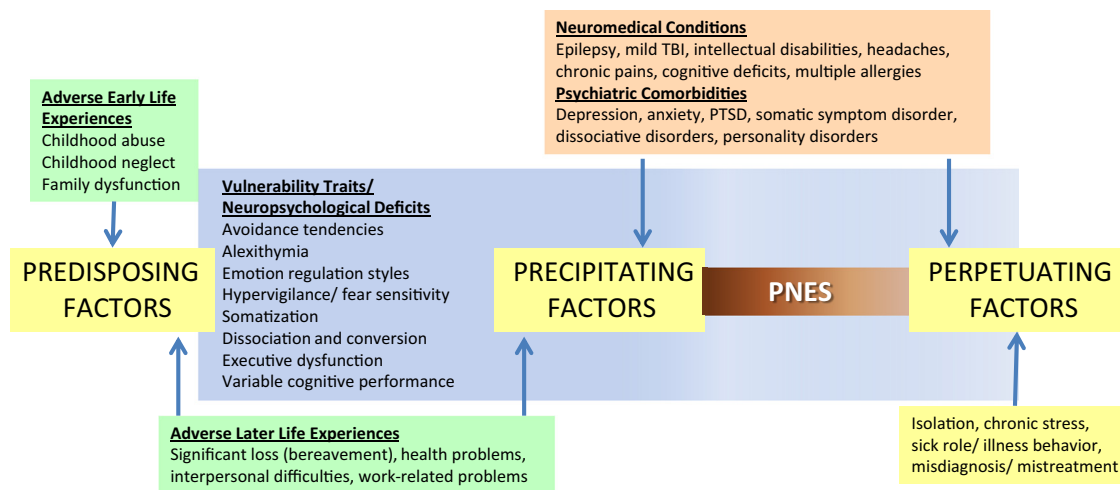 Neuromedical Conditions
Epilepsy, mild TBI, intellectual disabilities, headaches,
chronic pains, cognitive deficits, multiple allergies
Psychiatric Comorbidities
Depression, anxiety, PTSD, somatic symptom disorder,
dissociative disorders, personality disorders
Adverse Early Life
Experiences
Childhood abuse
Childhood neglect
Family dysfunction
Vulnerability Traits/
Neuropsychological Deficits
Avoidance tendencies
Alexithymia
Emotion regulation styles
Hypervigilance/ fear sensitivity
Somatization
Dissociation and conversion
Executive dysfunction
Variable cognitive performance
PREDISPOSING
FACTORS
PRECIPITATING
FACTORS
PNES
PERPETUATING
FACTORS
Adverse Later Life Experiences
Significant loss (bereavement), health problems,
interpersonal difficulties, work-related problems
Isolation, chronic stress,
sick role/ illness behavior,
misdiagnosis/ mistreatment